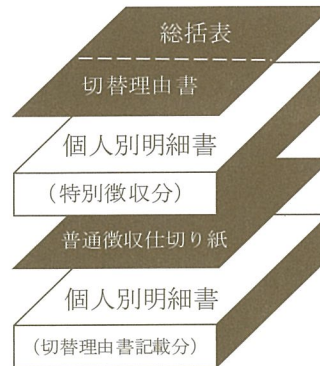 総括表
切替理由書
個人別明細書
(特別徴収分)
普通徴収仕切り紙
個人別明細書
(切替理由書記載分)